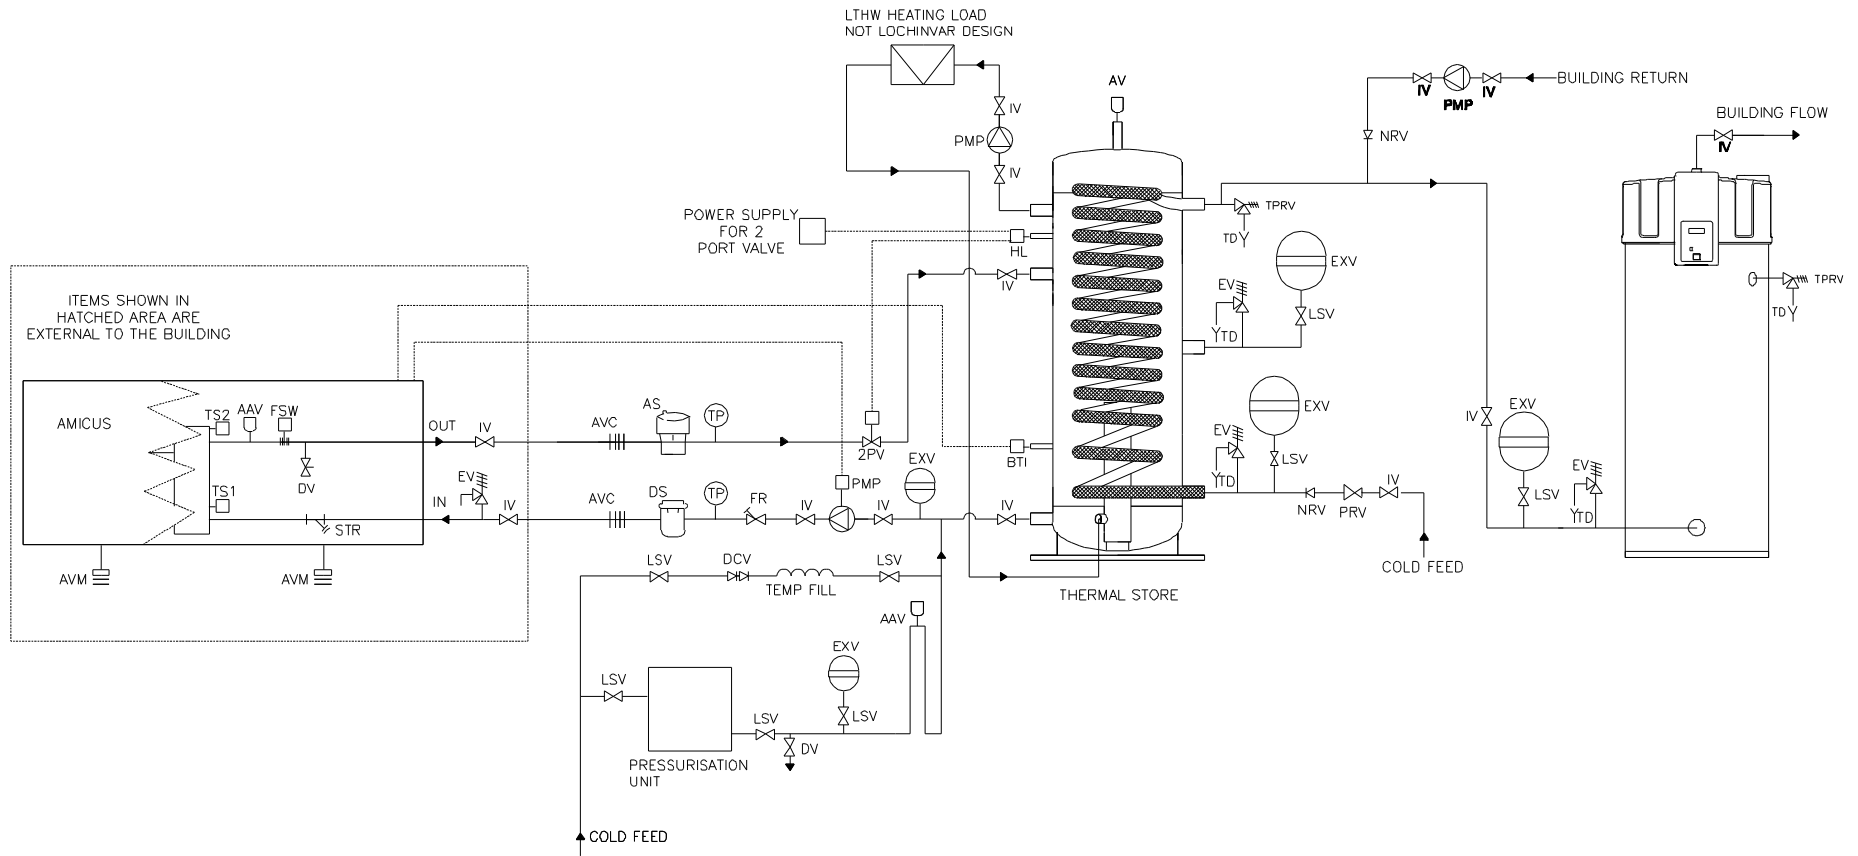 LTHW HEATING LOAD
NOT LOCHINVAR DESIGN
IV
PMP
IV
AV
BUILDING RETURN
IV
PMP
IV
NRV
BUILDING FLOW
IV
POWER SUPPLY
FOR 2
PORT VALVE
HL
IV
TPRV
TD
EXV
EV
LSV
TD
TPRV
TD
ITEMS SHOWN IN
HATCHED AREA ARE
EXTERNAL TO THE BUILDING
AMICUS
TS2
AAV
FSW
OUT
IV
DV
TS1
EV
IN
IV
STR
AVM
AVM
AVC
AS
TP
2PV
BTI
AVC
DS
TP
FR
IV
PMP
IV
EXV
IV
EXV
EV
LSV
TD
NRV
PRV
IV
COLD FEED
IV
EXV
LSV
EV
TD
LSV
DCV
TEMP FILL
LSV
THERMAL STORE
AAV
EXV
LSV
LSV
LSV
DV
PRESSURISATION
UNIT
COLD FEED